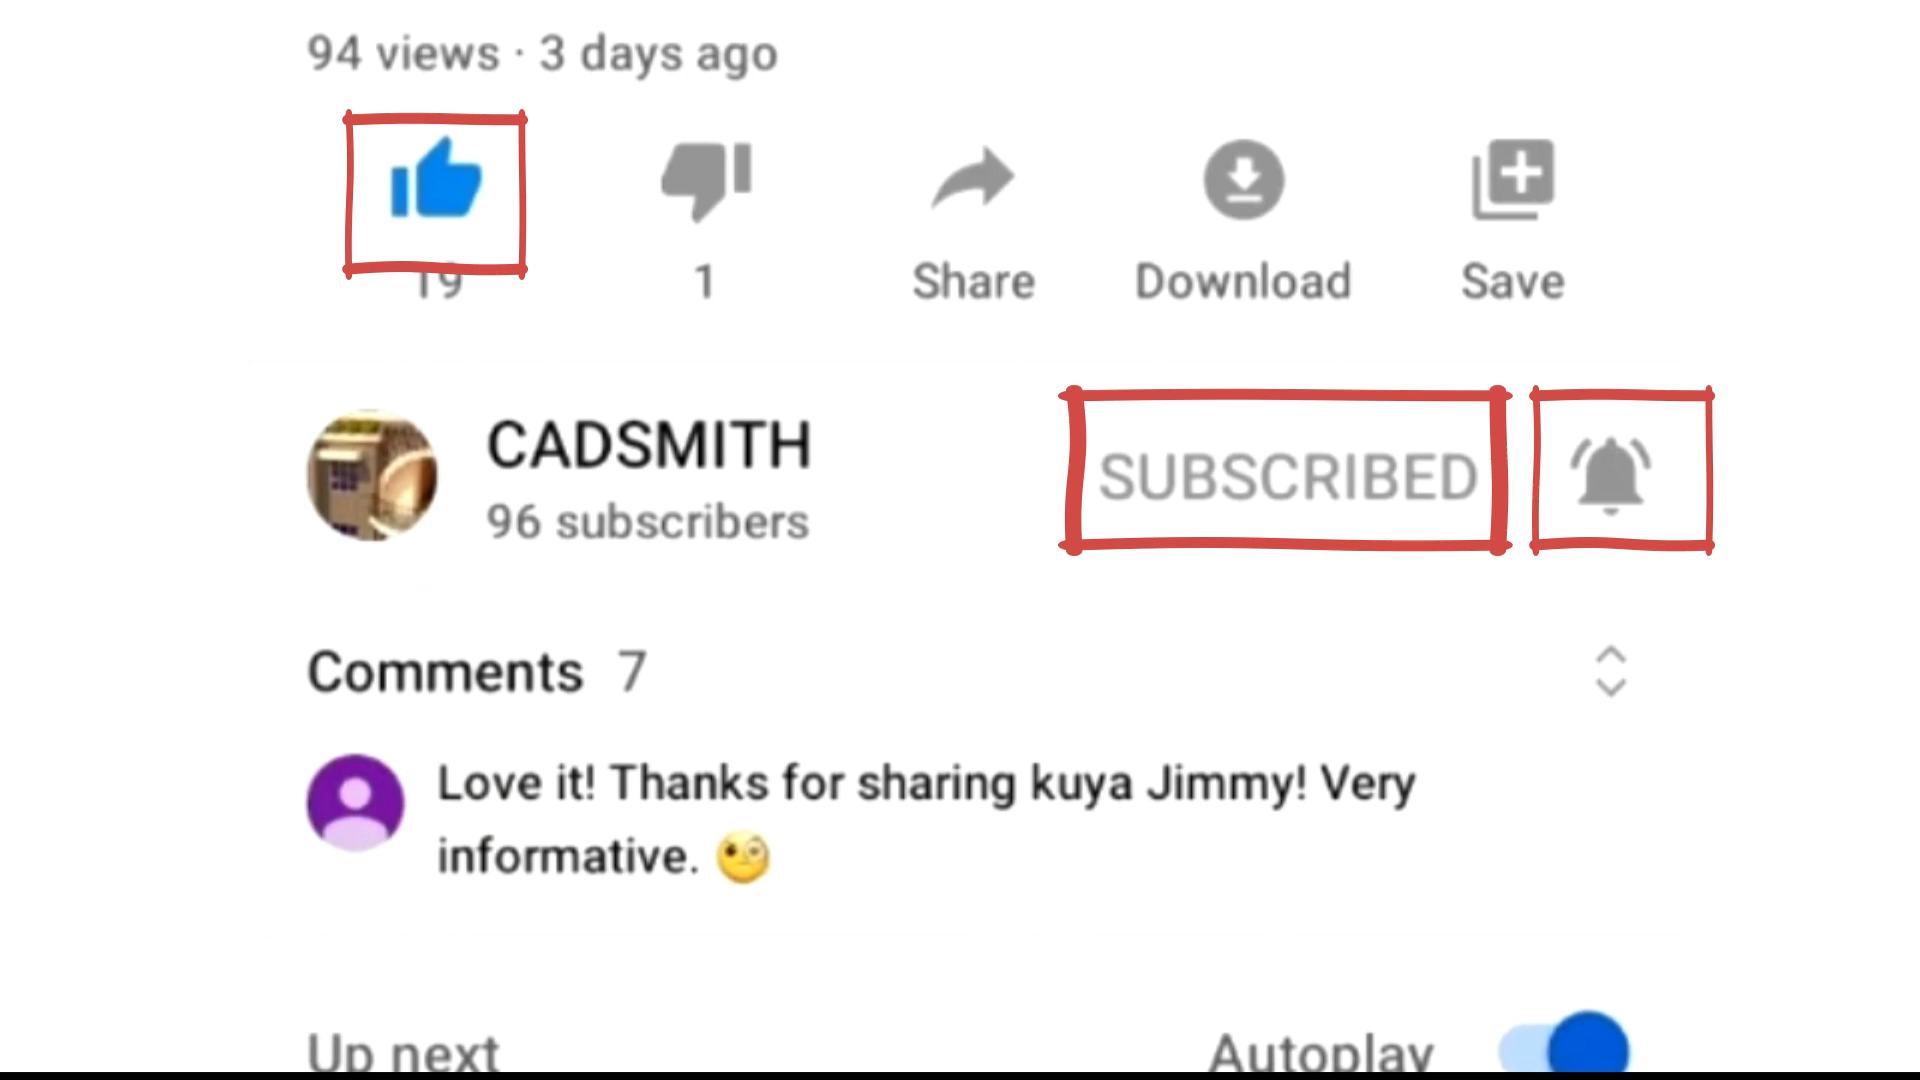 94 views · 3 days ago
19
1
Share
Download
Save
CADSMITH
96 subscribers
SUBSCRIBED
Comments 7
Love it! Thanks for sharing kuya Jimmy! Very
informative. 🧐
Up next
Autoplay